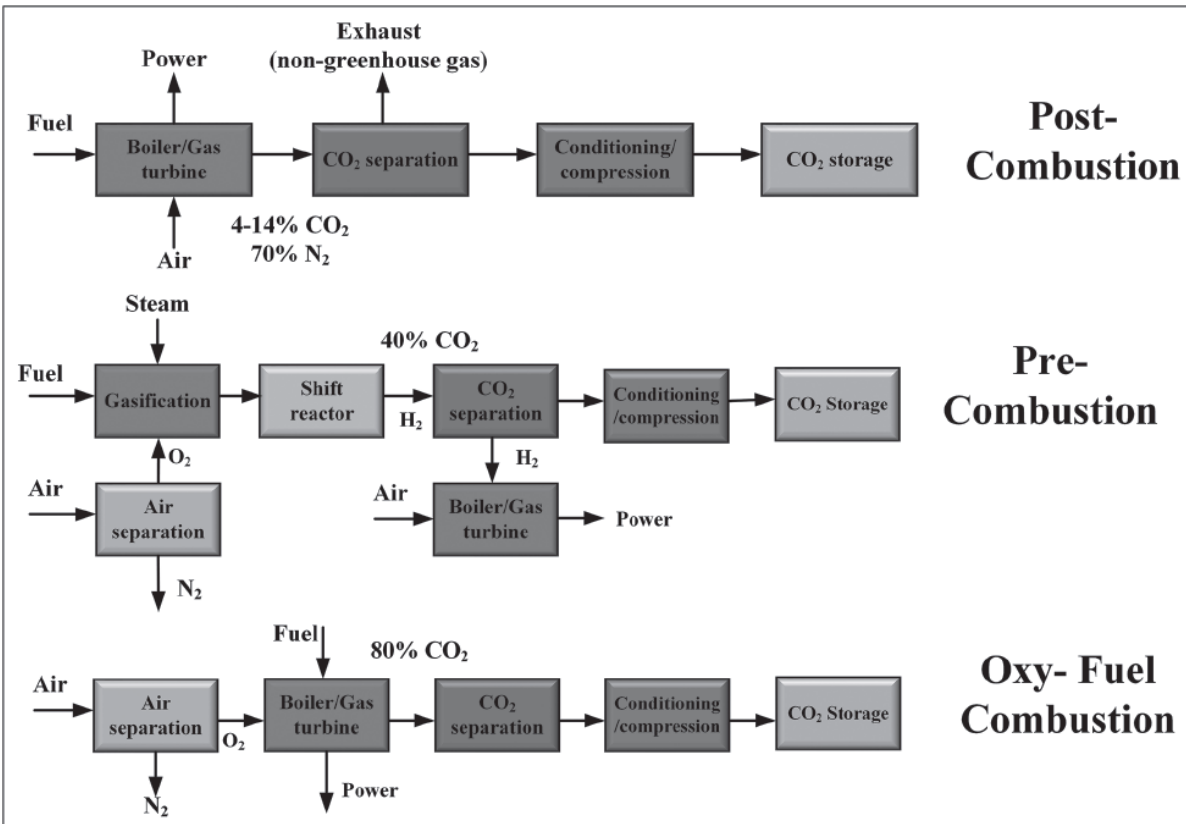 Exhaust
(non-greenhouse gas)
Power
Fuel
Boiler/Gas
turbine
CO₂ separation
Conditioning/
compression
CO₂ storage
Post-
Combustion
4-14% CO₂
70% N₂
Air
Steam
40% CO₂
Fuel
Gasification
Shift
reactor
H₂
CO₂
separation
Conditioning
/compression
CO₂ Storage
Pre-
Combustion
O₂
H₂
Air
Air
separation
N₂
Air
Boiler/Gas
turbine
Power
Fuel
80% CO₂
Air
Air
separation
O₂
N₂
Boiler/Gas
turbine
Power
CO₂
separation
Conditioning
/compression
CO₂ Storage
Oxy- Fuel
Combustion